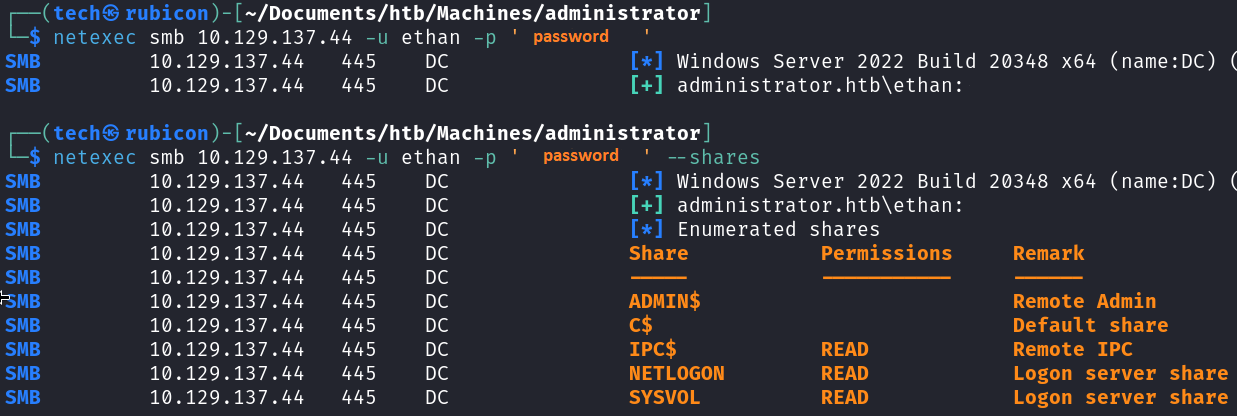 ┌──(tech㉿rubicon)-[~/Documents/htb/Machines/administrator]
└─$ netexec smb 10.129.137.44 -u ethan -p ' password '
SMB 10.129.137.44 445 DC [*] Windows Server 2022 Build 20348 x64 (name:DC) (
SMB 10.129.137.44 445 DC [+] administrator.htb\ethan:
┌──(tech㉿rubicon)-[~/Documents/htb/Machines/administrator]
└─$ netexec smb 10.129.137.44 -u ethan -p ' password ' --shares
SMB 10.129.137.44 445 DC [*] Windows Server 2022 Build 20348 x64 (name:DC) (
SMB 10.129.137.44 445 DC [+] administrator.htb\ethan:
SMB 10.129.137.44 445 DC [*] Enumerated shares
SMB 10.129.137.44 445 DC Share Permissions Remark
SMB 10.129.137.44 445 DC ----- ----------- ------
SMB 10.129.137.44 445 DC ADMIN$ Remote Admin
SMB 10.129.137.44 445 DC C$ Default share
SMB 10.129.137.44 445 DC IPC$ READ Remote IPC
SMB 10.129.137.44 445 DC NETLOGON READ Logon server share
SMB 10.129.137.44 445 DC SYSVOL READ Logon server share